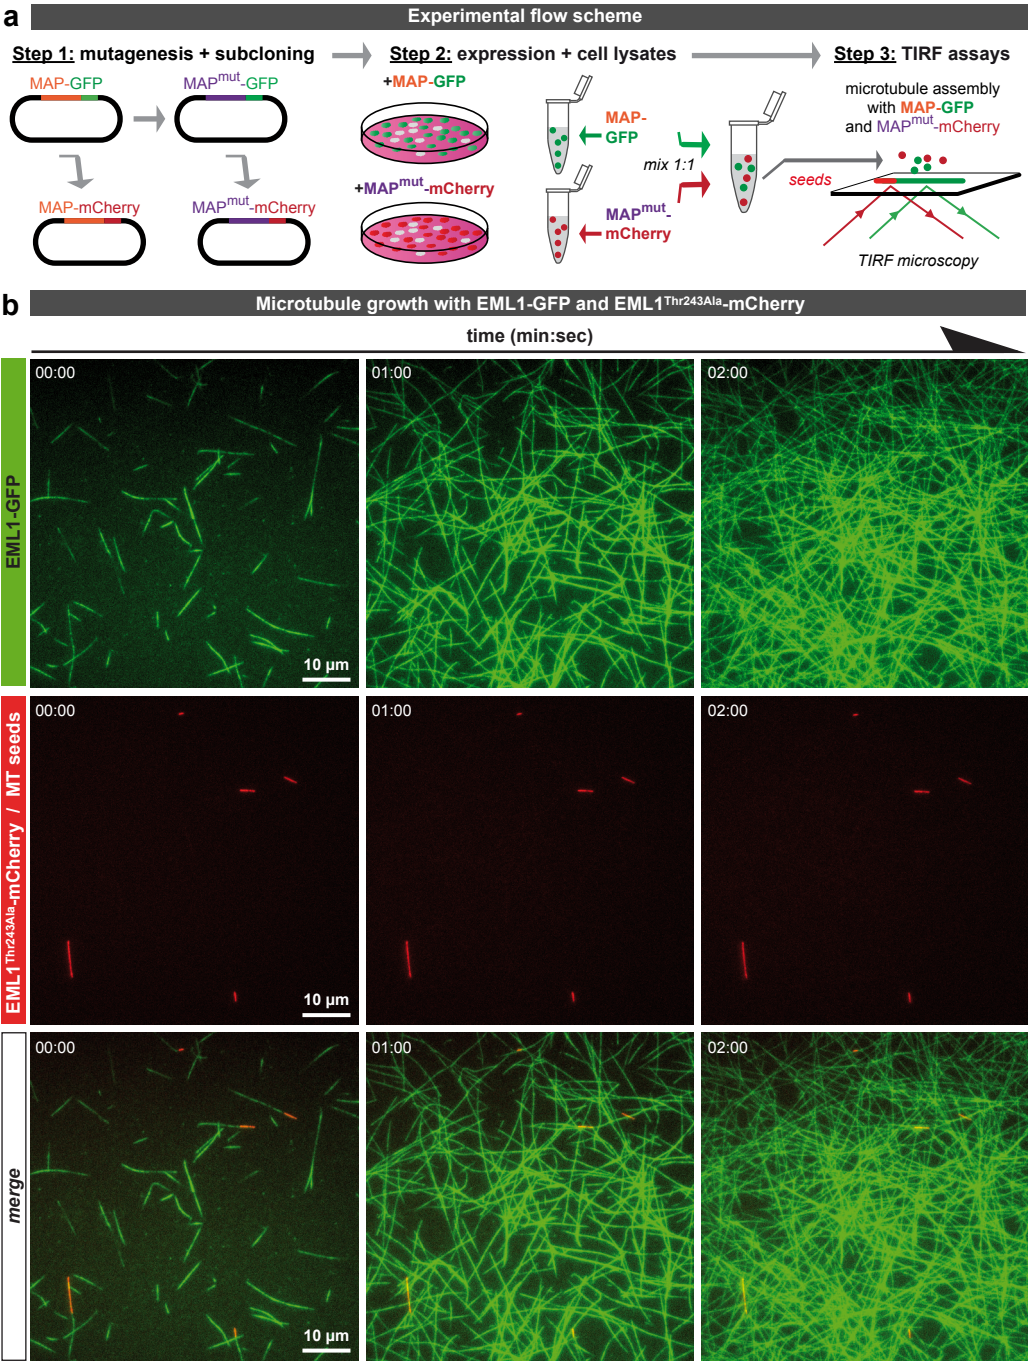 a
Experimental flow scheme
Step 1: mutagenesis + subcloning
Step 2: expression + cell lysates
Step 3: TIRF assays
MAP-GFP
MAPmut-GFP
MAP-mCherry
MAPmut-mCherry
+MAP-GFP
+MAPmut-mCherry
MAP-
GFP
mix 1:1
MAPmut-
mCherry
microtubule assembly
with MAP-GFP
and MAPmut-mCherry
seeds
TIRF microscopy
b
Microtubule growth with EML1-GFP and EML1Thr243Ala-mCherry
time (min:sec)
EML1-GFP
00:00
01:00
02:00
10 µm
EML1Thr243Ala-mCherry / MT seeds
00:00
01:00
02:00
10 µm
merge
00:00
01:00
02:00
10 µm